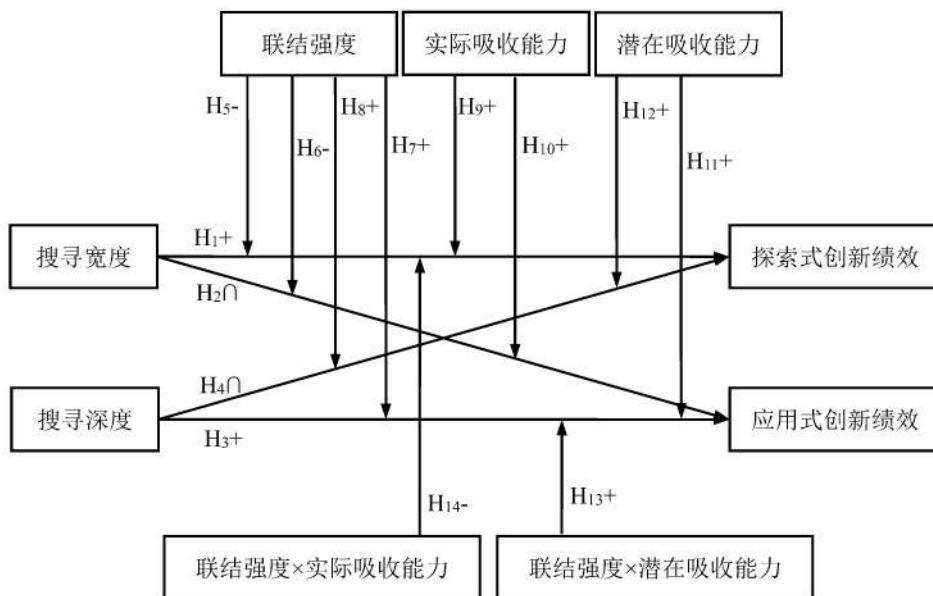 联结强度
实际吸收能力
潜在吸收能力
H5-
H6-
H8+
H7+
H9+
H10+
H12+
H11+
搜寻宽度
H1+
H2∩
探索式创新绩效
搜寻深度
H4∩
H3+
应用式创新绩效
H14-
H13+
联结强度×实际吸收能力
联结强度×潜在吸收能力